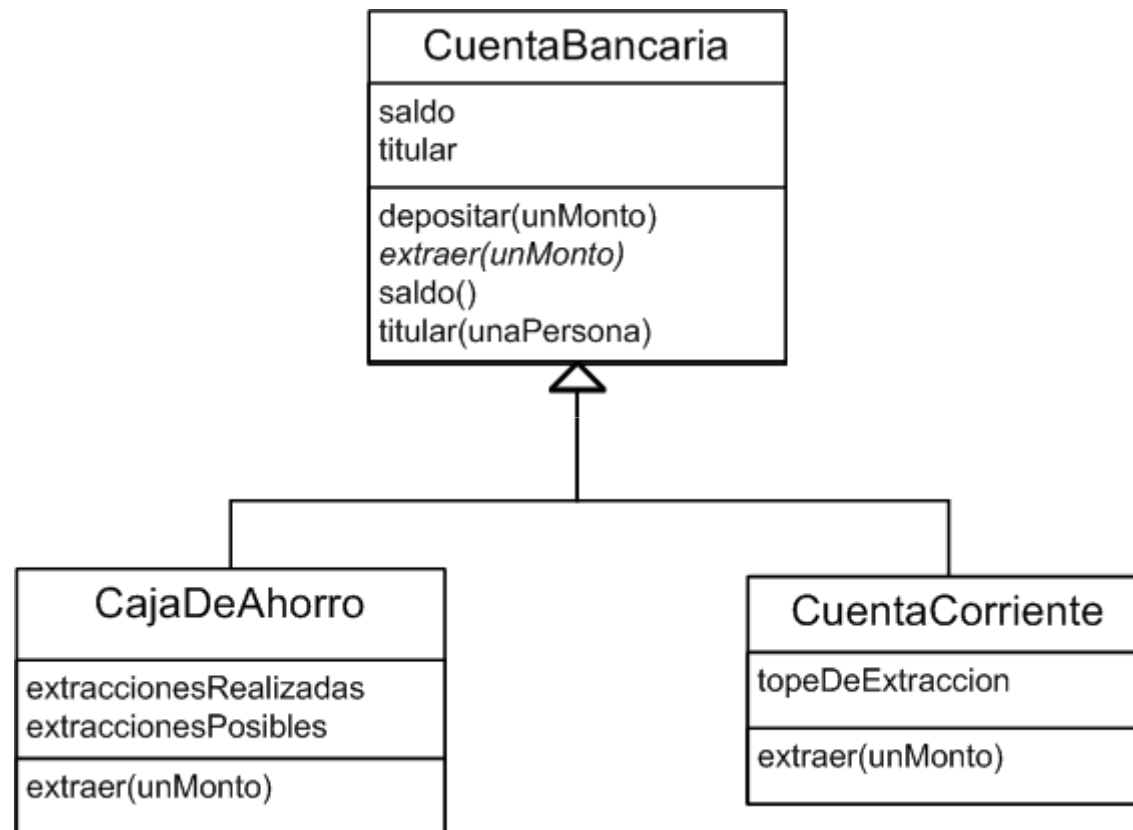 CuentaBancaria
saldo
titular
depositar(unMonto)
extraer(unMonto)
saldo()
titular(unaPersona)
CajaDeAhorro
extraccionesRealizadas
extraccionesPosibles
extraer(unMonto)
CuentaCorriente
topeDeExtraccion
extraer(unMonto)